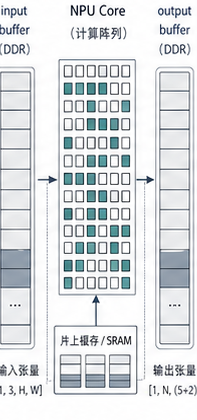 input
buffer
(DDR)
NPU Core
(计算阵列)
output
buffer
(DDR)
...
...
片上缓存 / SRAM
输入张量
1, 3, H, W]
输出张量
[1, N, (5+2)